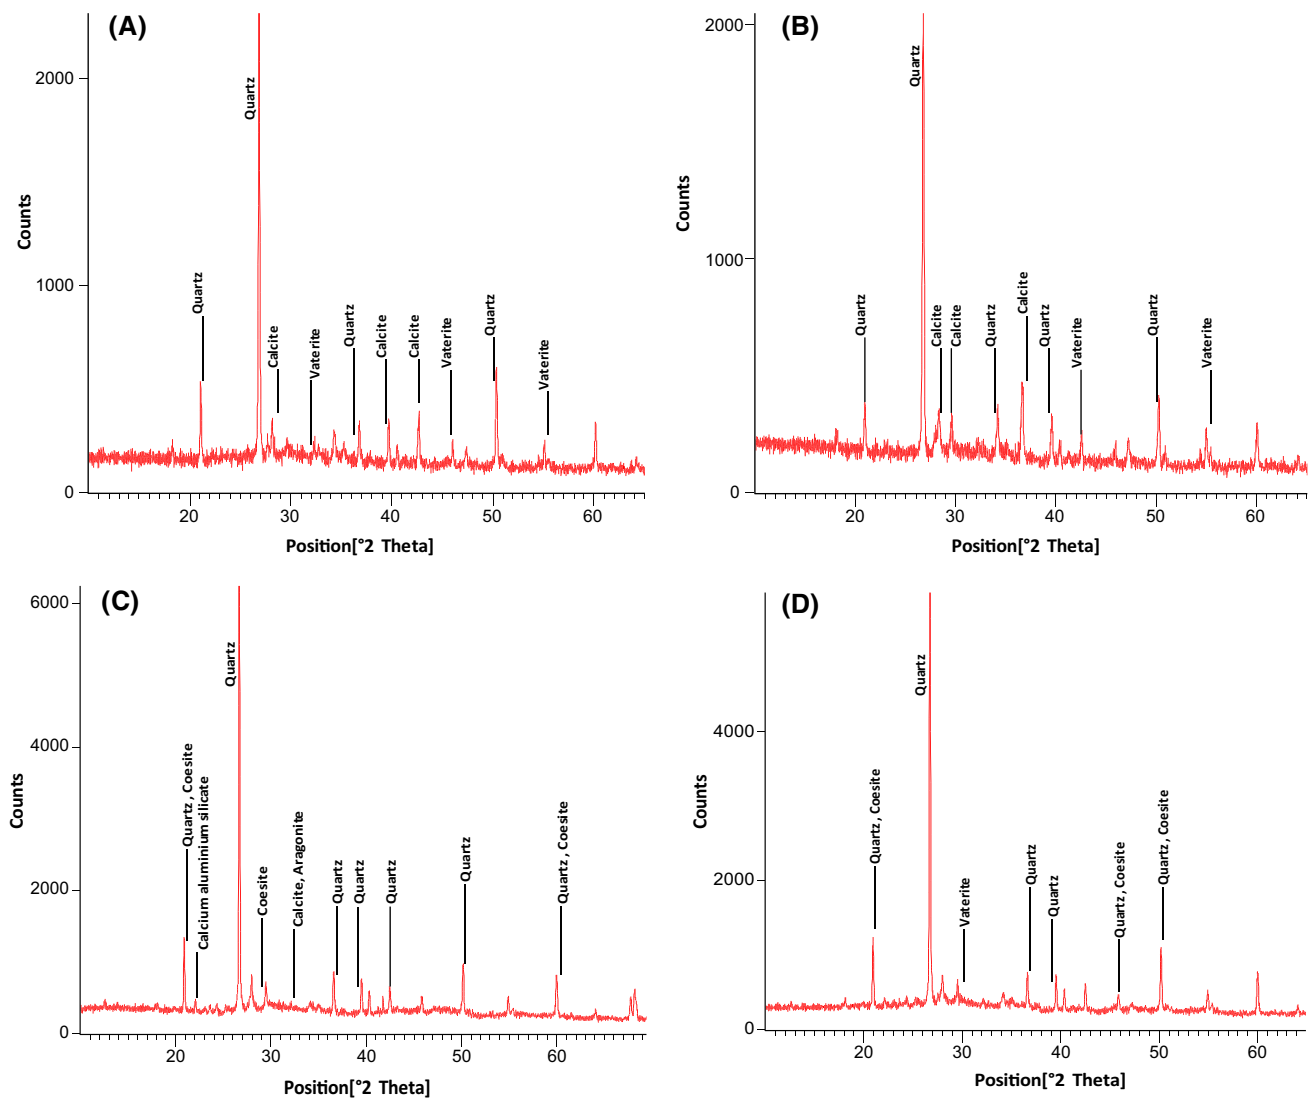 (A)
2000
1000
0
Counts
Quartz
Quartz
Calcite
Vaterite
Quartz
Calcite
Calcite
Vaterite
Quartz
Vaterite
20 30 40 50 60
Position[°2 Theta]
(B)
2000
1000
0
Counts
Quartz
Quartz
Calcite
Calcite
Quartz
Calcite
Quartz
Vaterite
Quartz
Vaterite
20 30 40 50 60
Position[°2 Theta]
(C)
6000
4000
2000
0
Counts
Quartz , Coesite
Calcium aluminium silicate
Quartz
Coesite
Calcite, Aragonite
Quartz
Quartz
Quartz
Quartz
Quartz , Coesite
20 30 40 50 60
Position[°2 Theta]
(D)
4000
2000
0
Counts
Quartz , Coesite
Quartz
Vaterite
Quartz
Quartz
Quartz , Coesite
Quartz , Coesite
20 30 40 50 60
Position[°2 Theta]